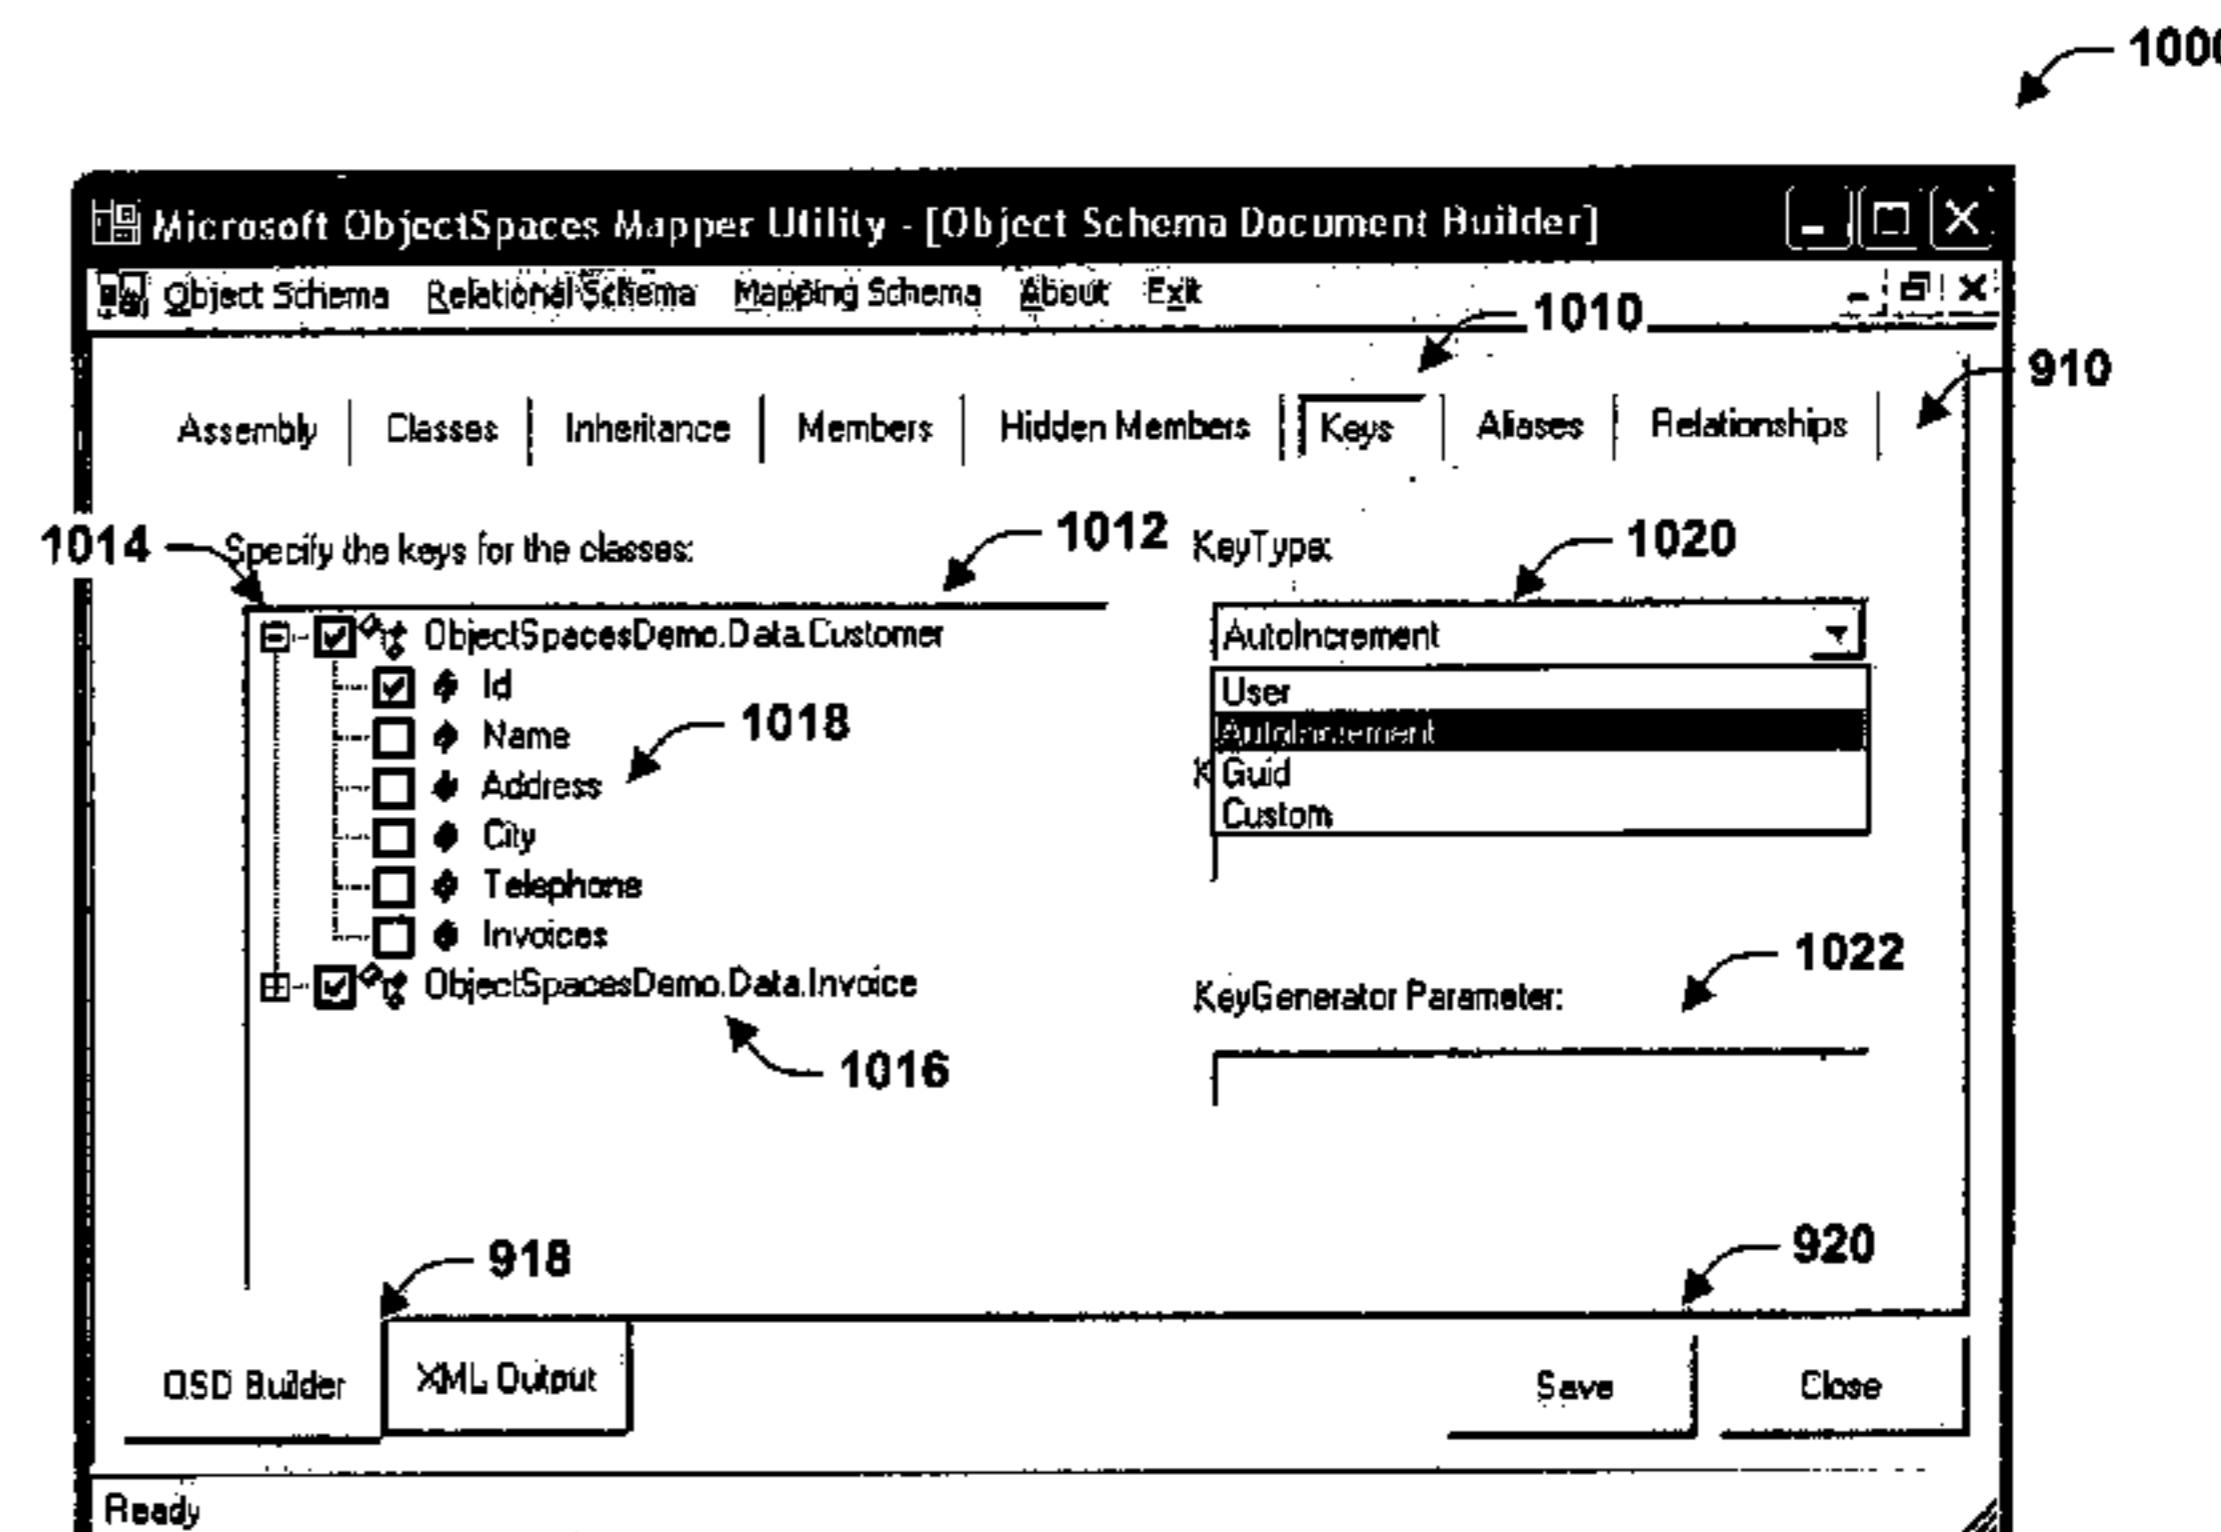 1000
Microsoft ObjectSpaces Mapper Utility - [Object Schema Document Builder]
Object Schema Relational Schema Mapping Schema About Exit
1010
910
Assembly Classes Inheritance Members Hidden Members Keys Aliases Relationships
1014 Specify the keys for the classes: 1012 KeyType: 1020
ObjectSpacesDemo.Data.Customer AutoIncrement
Id User
Name 1018 AutoIncrement
Address K Guid
City Custom
Telephone
Invoices 1022
ObjectSpacesDemo.Data.Invoice KeyGenerator Parameter:
1016
918 920
OSD Builder XML Output Save Close
Ready